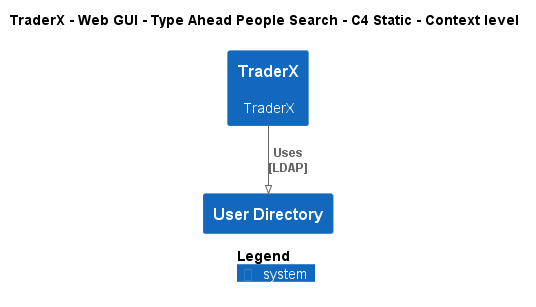 TraderX - Web GUI - Type Ahead People Search - C4 Static - Context level
TraderX
TraderX
Uses
[LDAP]
User Directory
Legend
system